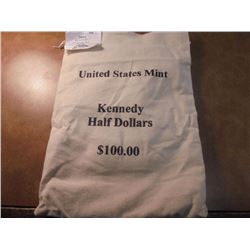 United States Mint
Kennedy
Half Dollars
$100.00